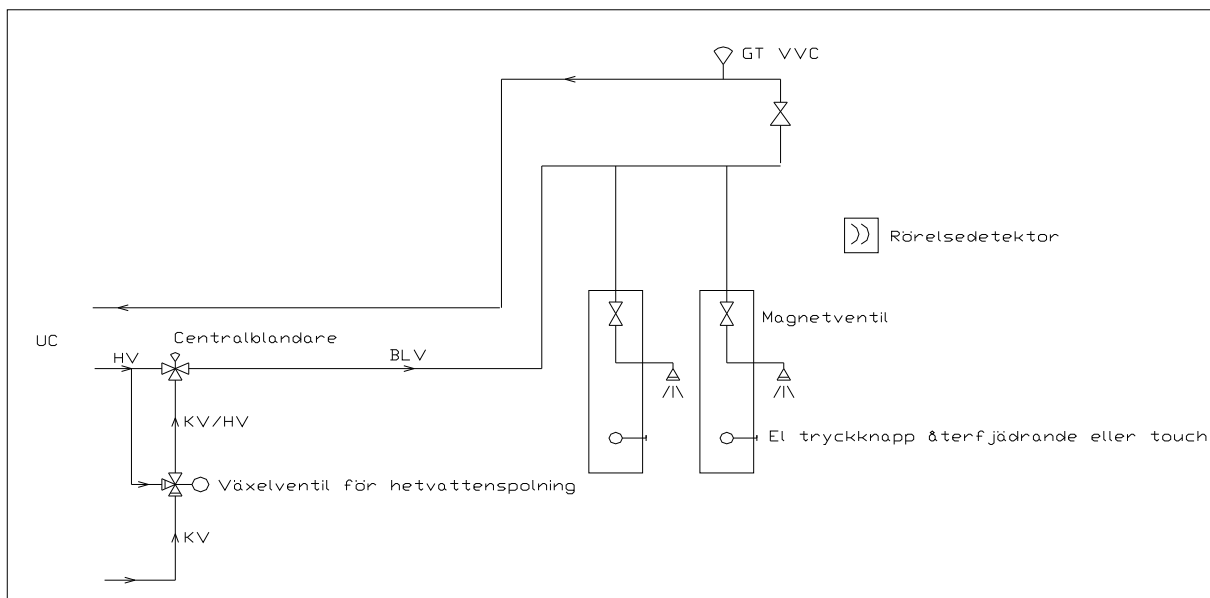 GT VVC
Rörelsedetektor
Magnetventil
UC
Centralblandare
HV
BLV
KV/HV
El tryckknapp återfjädrande eller touch
Växelventil för hetvattenspolning
KV